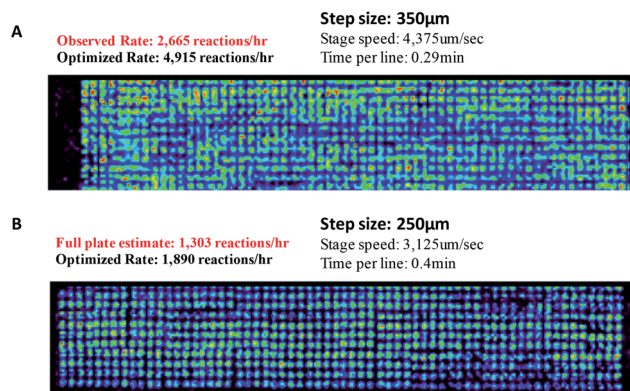 A
Observed Rate: 2,665 reactions/hr
Optimized Rate: 4,915 reactions/hr
Step size: 350μm
Stage speed: 4,375um/sec
Time per line: 0.29min
B
Full plate estimate: 1,303 reactions/hr
Optimized Rate: 1,890 reactions/hr
Step size: 250μm
Stage speed: 3,125um/sec
Time per line: 0.4min